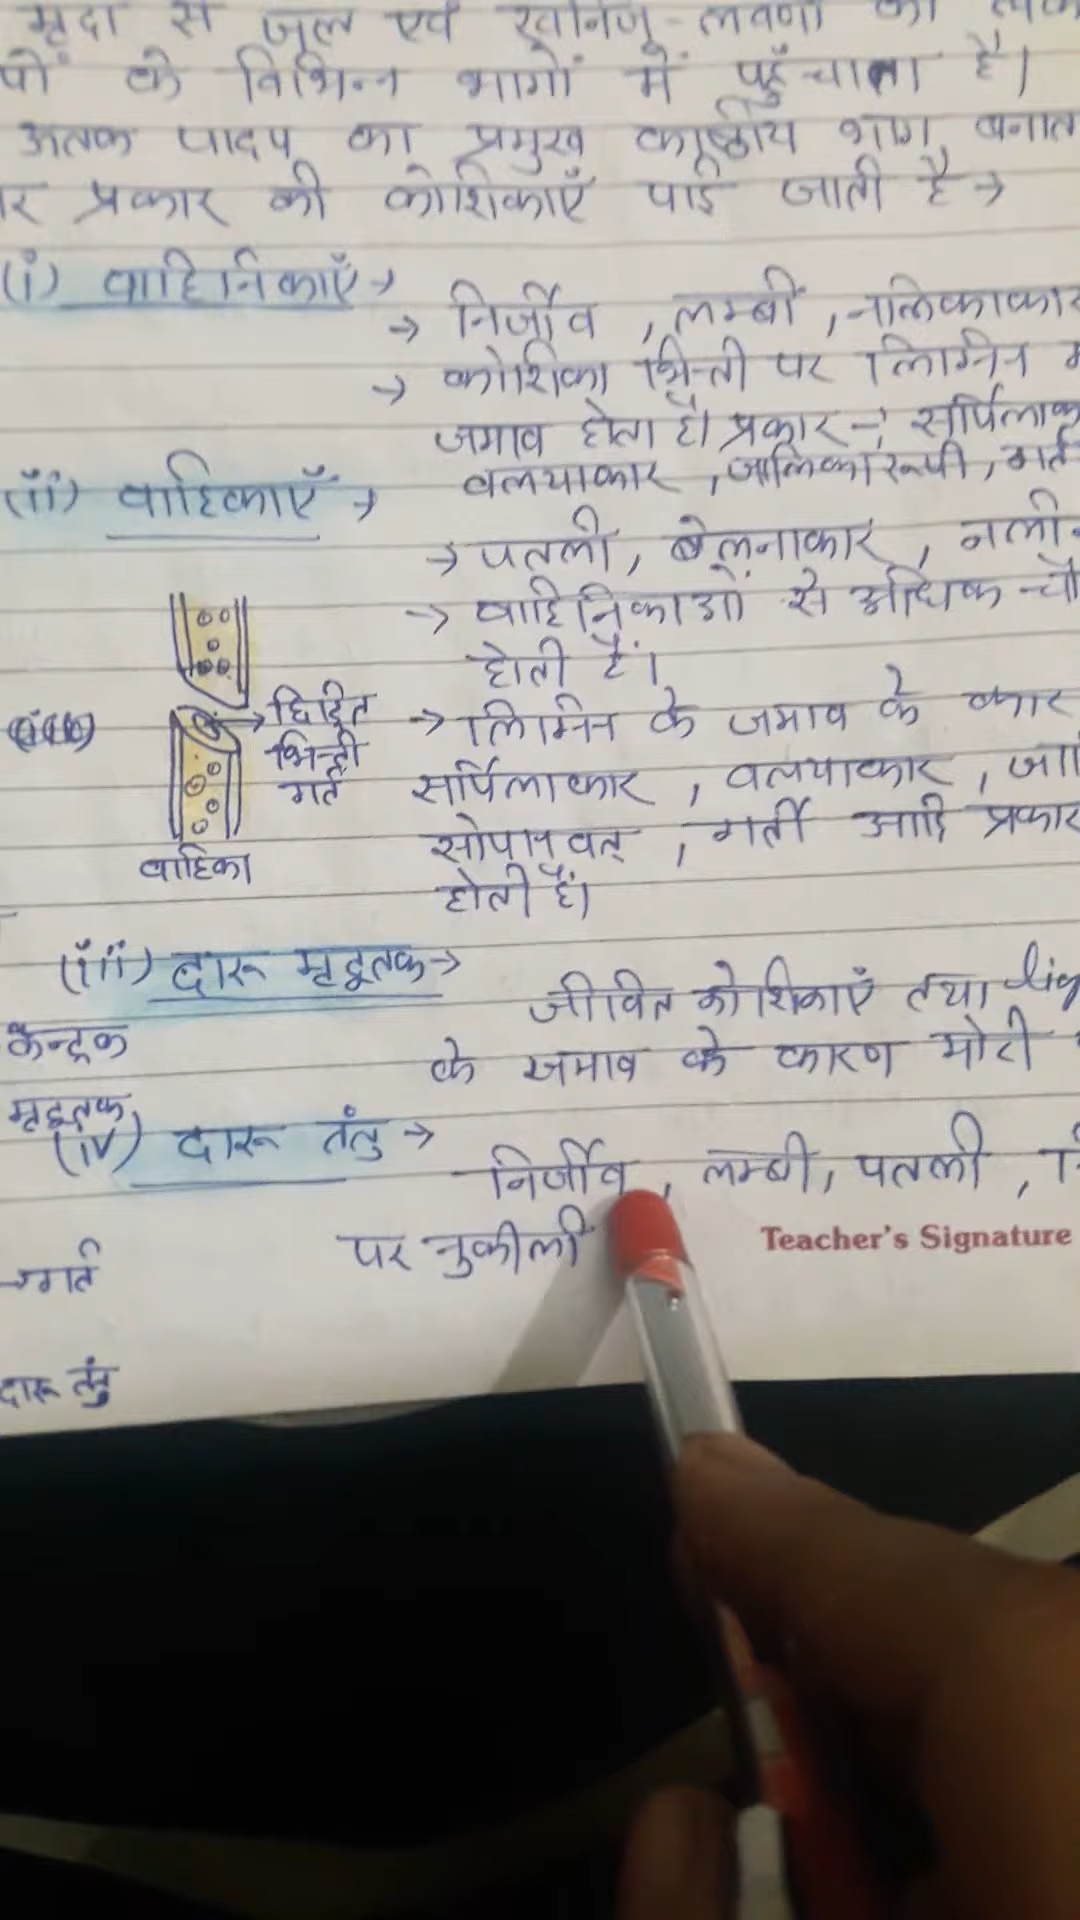 मृदा से जल एवं खनिज-लवणों का
के विभिन्न भागों में पहुँचाता है।
ऊतक पादप का प्रमुख काष्ठीय भाग बनाता
प्रकार की कोशिकाएँ पाई जाती है→
(i) वाहिनिकाएँ→
→ निर्जीव, लम्बी, नलिकाकार
→ कोशिका भित्ती पर लिग्निन
जमाव होता है। प्रकार→ सर्पिलाका
वलयाकार, जालिकारूपी, गर्त
(ii) वाहिकाएँ→
→ पतली, बेलनाकार, नली
→ वाहिनिकाओं से अधिक चौ
होती हैं।
→ लिग्निन के जमाव के कार
सर्पिलाकार, वलयाकार, जा
सोपानवत्, गर्ती आदि प्रकार
होती हैं।
→छिद्रित
भित्ती
गर्त
वाहिका
(iii) दारू मृदूतक→
जीवित कोशिकाएँ तथा lig
के जमाव के कारण मोटी
केन्द्रक
मृदूतक
(iv) दारू तंतु→
निर्जीव, लम्बी, पतली,
पर नुकीली
Teacher's Signature
→गर्त
दारू तंतु